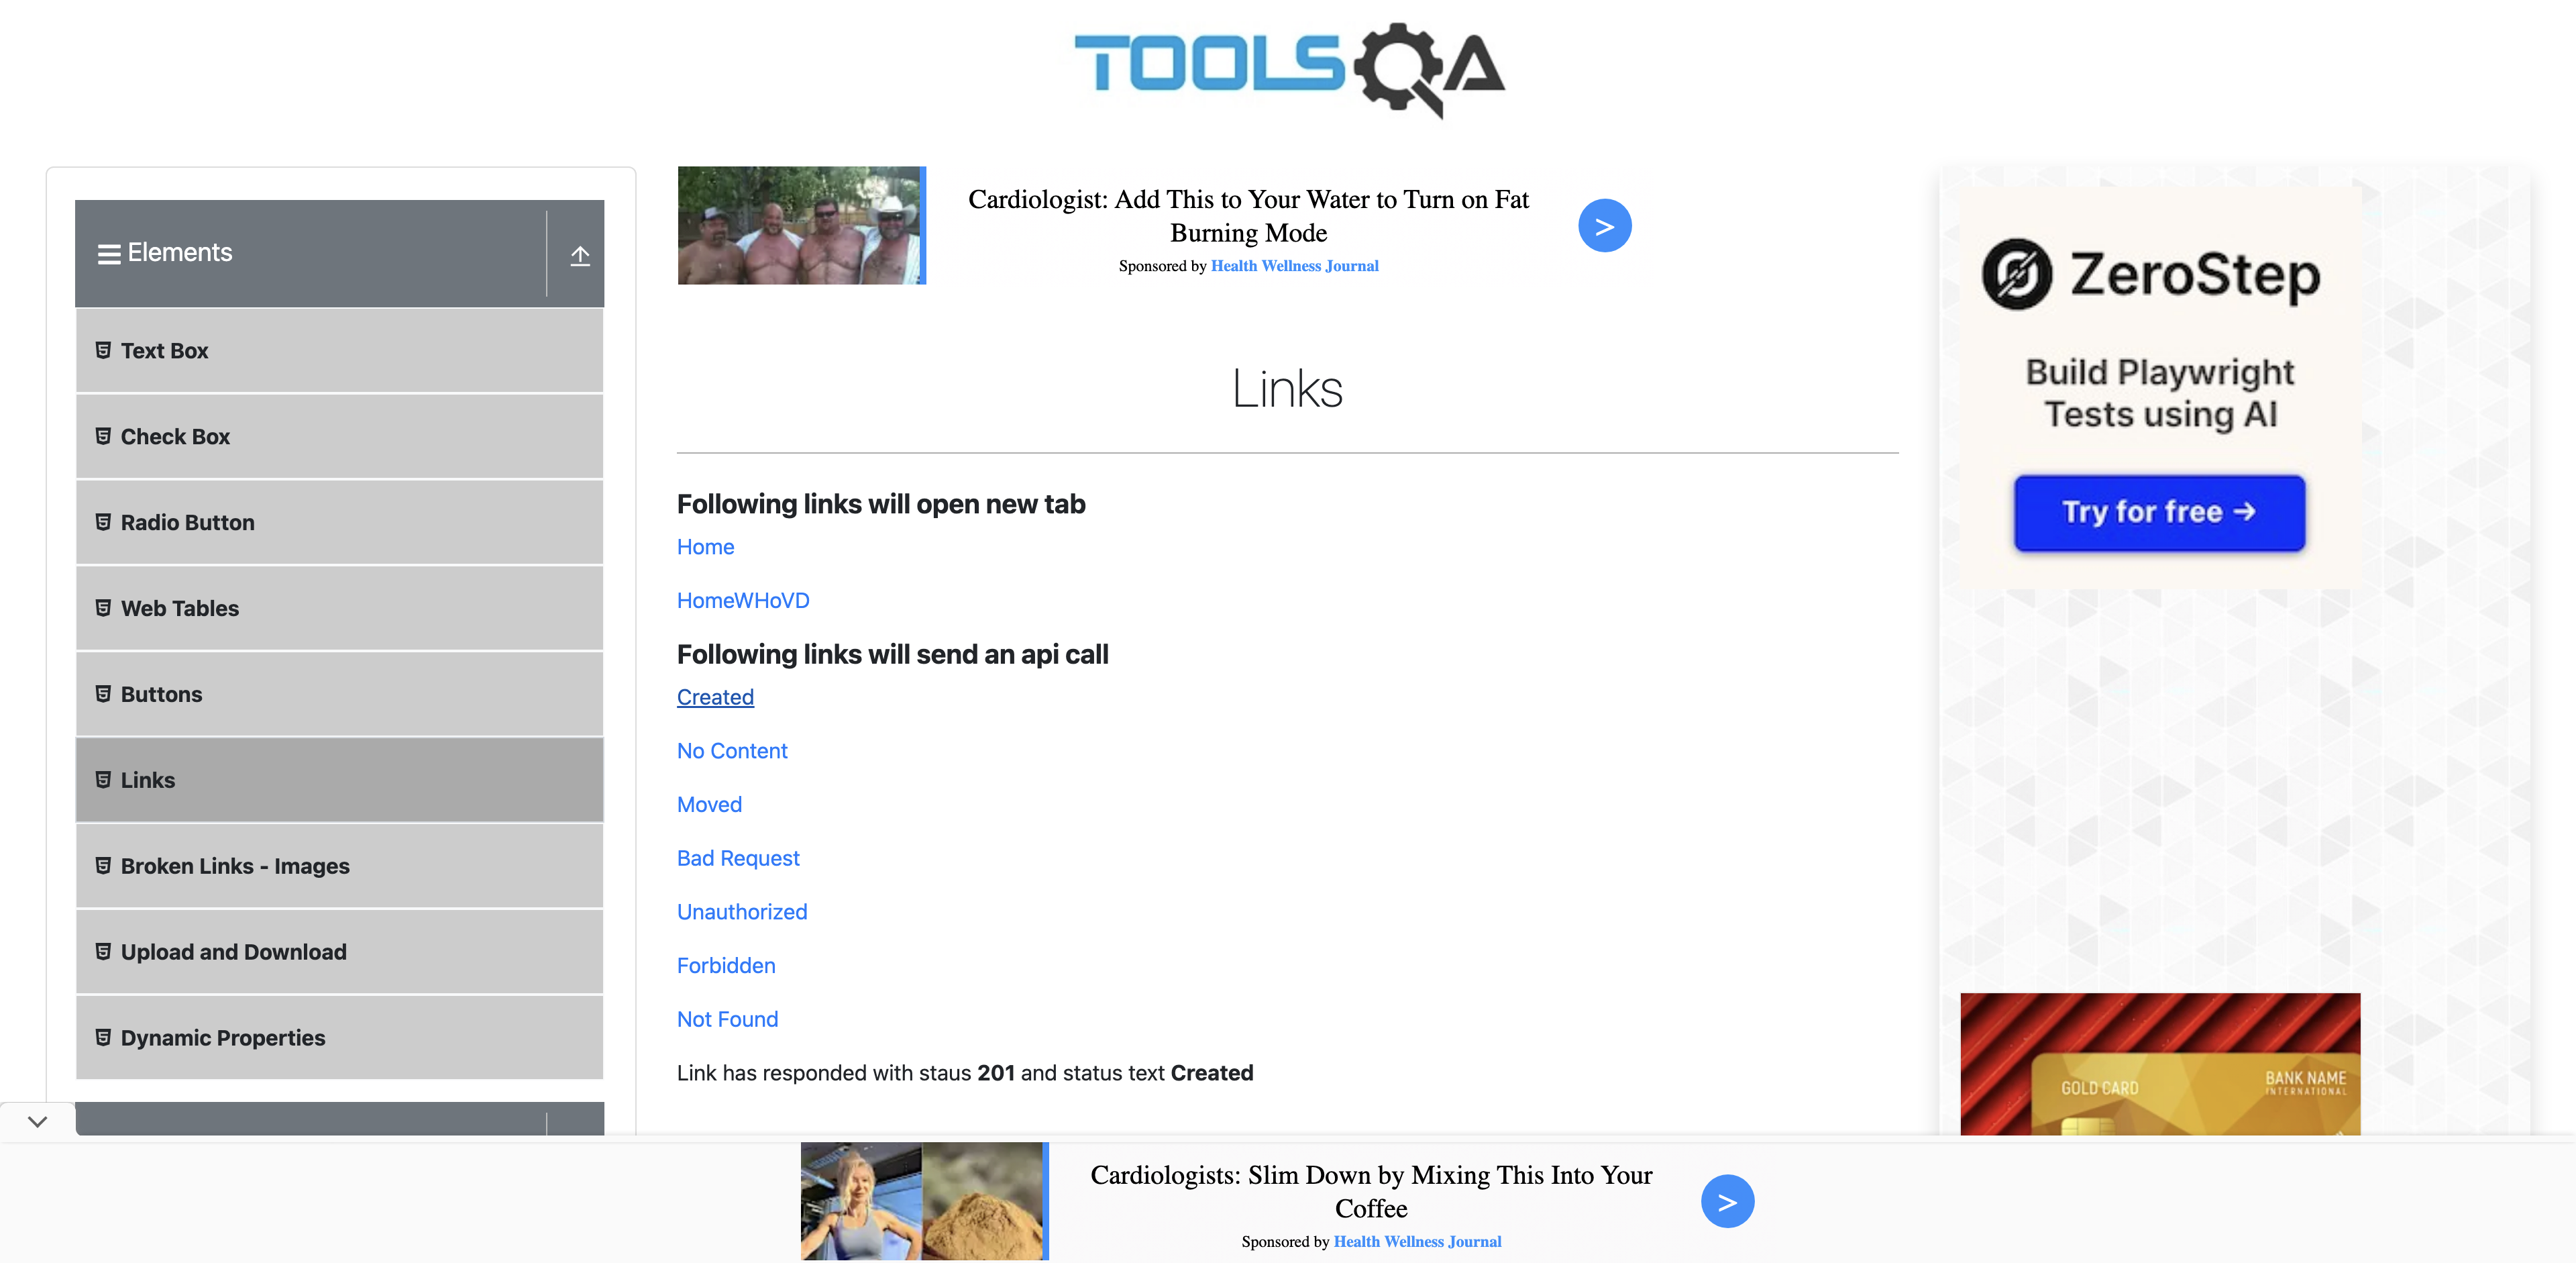 TOOLSQA
Elements
Text Box
Check Box
Radio Button
Web Tables
Buttons
Links
Broken Links - Images
Upload and Download
Dynamic Properties
Cardiologist: Add This to Your Water to Turn on Fat
Burning Mode
Sponsored by Health Wellness Journal
>
Links
Following links will open new tab
Home
HomeWHoVD
Following links will send an api call
Created
No Content
Moved
Bad Request
Unauthorized
Forbidden
Not Found
Link has responded with staus 201 and status text Created
ZeroStep
Build Playwright
Tests using AI
Try for free →
GOLD CARD
BANK NAME
INTERNATIONAL
Cardiologists: Slim Down by Mixing This Into Your
Coffee
Sponsored by Health Wellness Journal
>